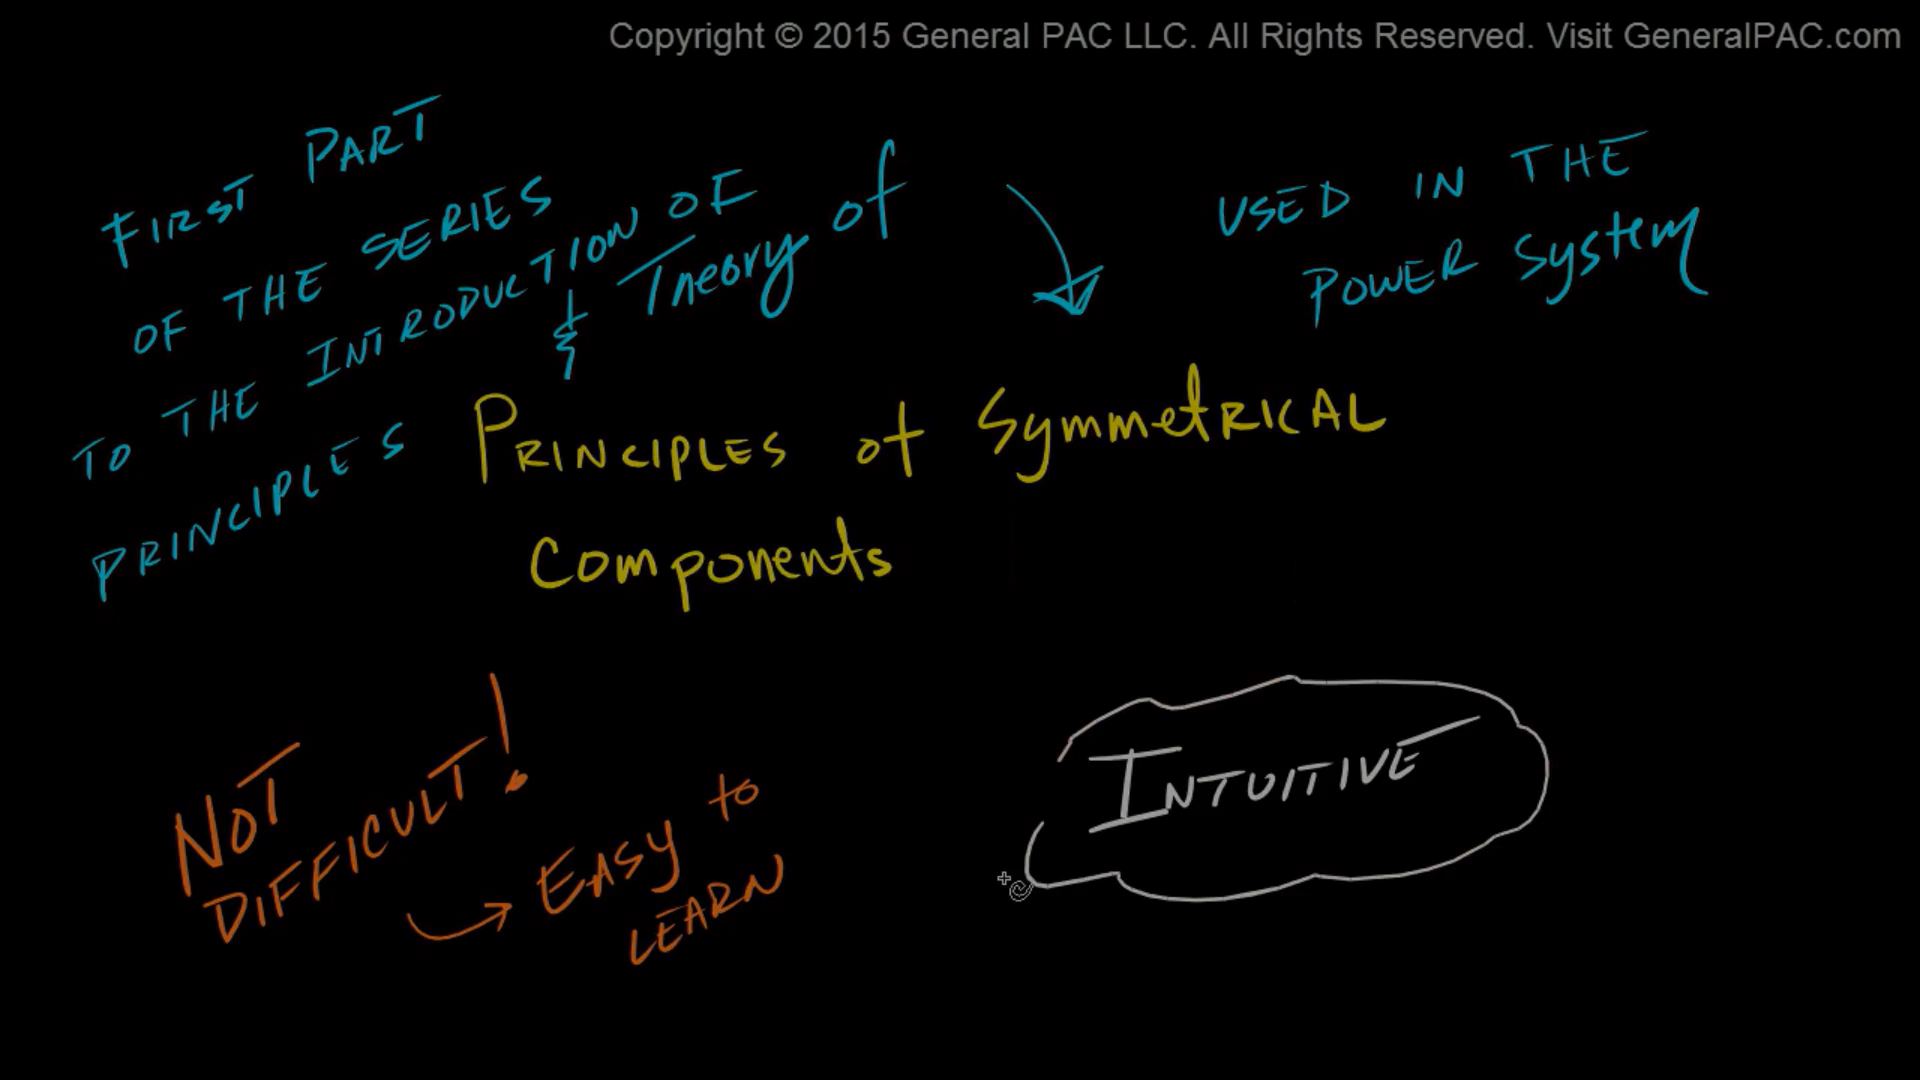 Copyright © 2015 General PAC LLC. All Rights Reserved. Visit GeneralPAC.com
FIRST PART
OF THE SERIES
TO THE INTRODUCTION OF
PRINCIPLES & Theory of
USED IN THE
POWER System
PRINCIPLES of SymmetRICAL
Components
NOT
DIFFICULT!
→ EASY to
LEARN
INTUITIVE